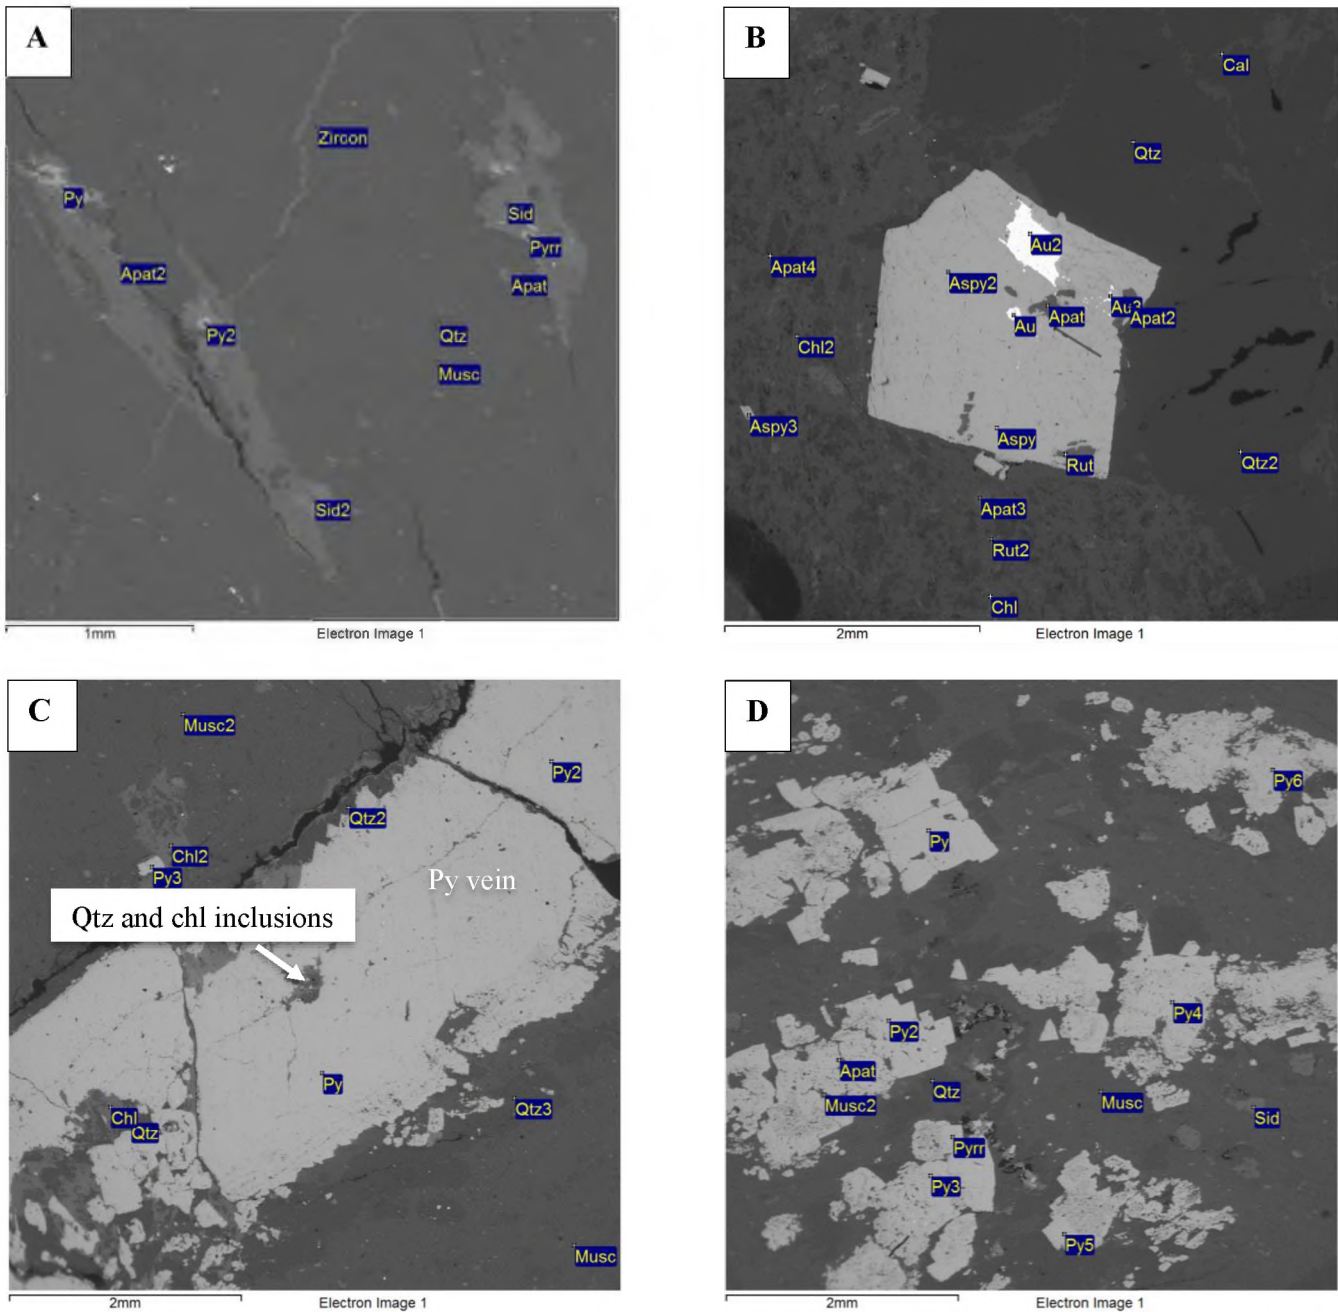 A
Zircon
Py
Sid
Pyrr
Apat2
Apat
Py2
Qtz
Musc
Sid2
1mm
Electron Image 1
B
Cal
Qtz
Au2
Apat4
Aspy2
Au3
Au
Apat
Apat2
Chl2
Aspy3
Aspy
Rut
Qtz2
Apat3
Rut2
Chl
2mm
Electron Image 1
C
Musc2
Py2
Qtz2
Chl2
Py3
Py vein
Qtz and chl inclusions
Py
Chl
Qtz
Qtz3
Musc
2mm
Electron Image 1
D
Py6
Py
Py4
Py2
Apat
Qtz
Musc2
Musc
Sid
Pyrr
Py3
Py5
2mm
Electron Image 1